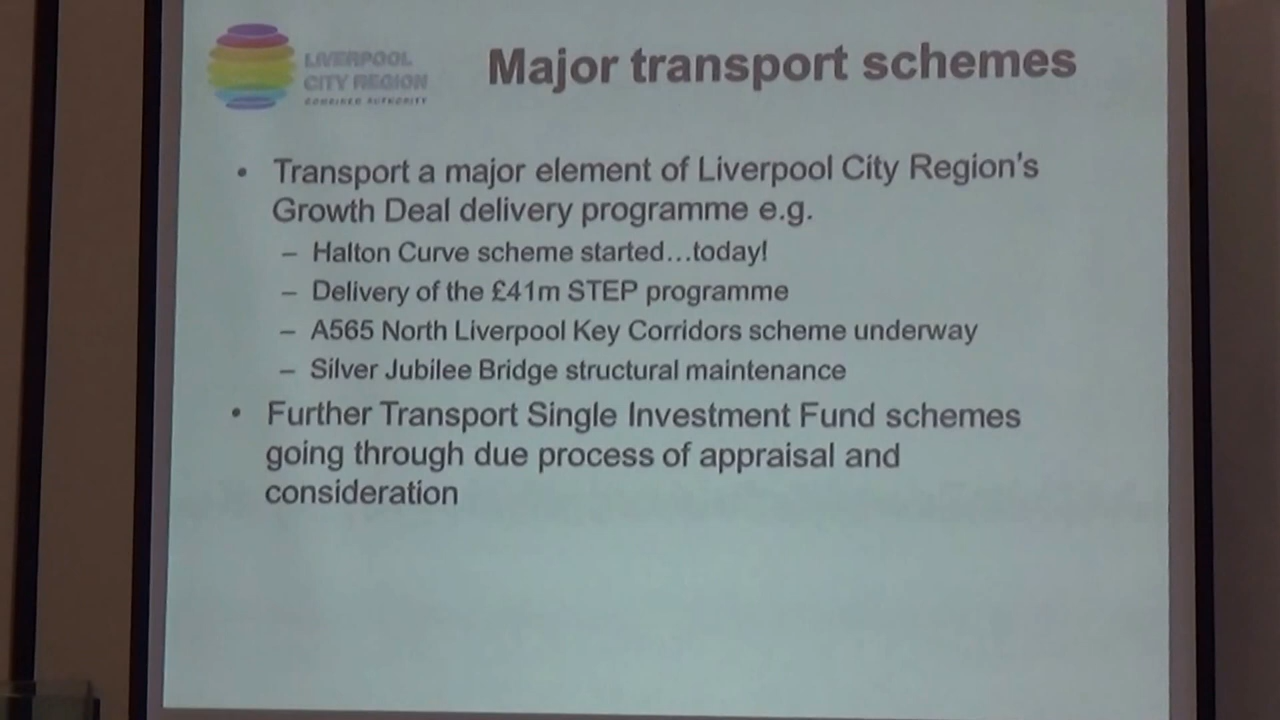 LIVERPOOL
CITY REGION
COMBINED AUTHORITY
Major transport schemes
• Transport a major element of Liverpool City Region's
Growth Deal delivery programme e.g.
– Halton Curve scheme started...today!
– Delivery of the £41m STEP programme
– A565 North Liverpool Key Corridors scheme underway
– Silver Jubilee Bridge structural maintenance
• Further Transport Single Investment Fund schemes
going through due process of appraisal and
consideration